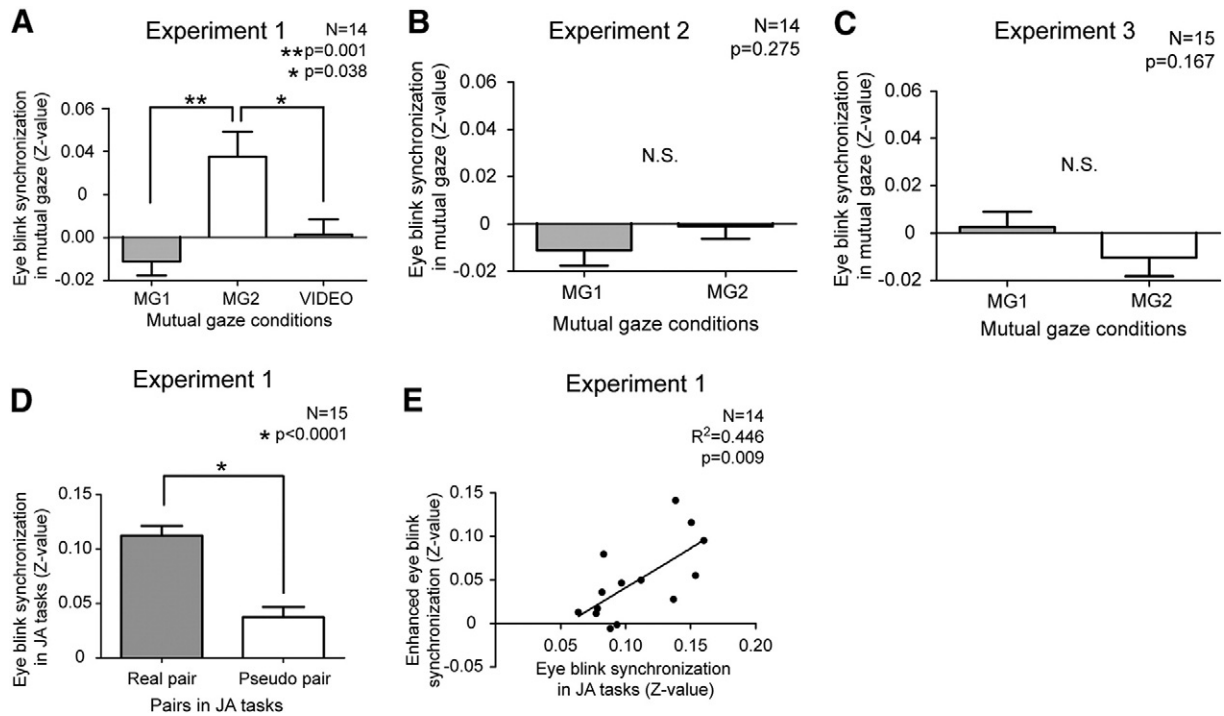 A
Experiment 1
N=14
**p=0.001
* p=0.038
Eye blink synchronization
in mutual gaze (Z-value)
0.06
0.04
0
0.00
-0.02
**
*
MG1
MG2
VIDEO
Mutual gaze conditions
B
Experiment 2
N=14
p=0.275
Eye blink synchronization
in mutual gaze (Z-value)
0.06
0.04
0.02
0
-0.02
N.S.
MG1
MG2
Mutual gaze conditions
C
Experiment 3
N=15
p=0.167
Eye blink synchronization
in mutual gaze (Z-value)
0.06
0.04
0.02
0
-0.02
N.S.
MG1
MG2
Mutual gaze conditions
D
Experiment 1
N=15
* p<0.0001
Eye blink synchronization
in JA tasks (Z-value)
0.15
0.10
0.05
0
*
Real pair
Pseudo pair
Pairs in JA tasks
E
Experiment 1
N=14
R²=0.446
p=0.009
Enhanced eye blink
synchronization (Z-value)
0.15
0.10
0.05
0
-0.05
0.05
0.10
0.15
0.20
Eye blink synchronization
in JA tasks (Z-value)